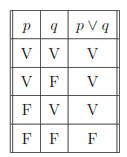 p q p ∨ q
V V V
V F V
F V V
F F F